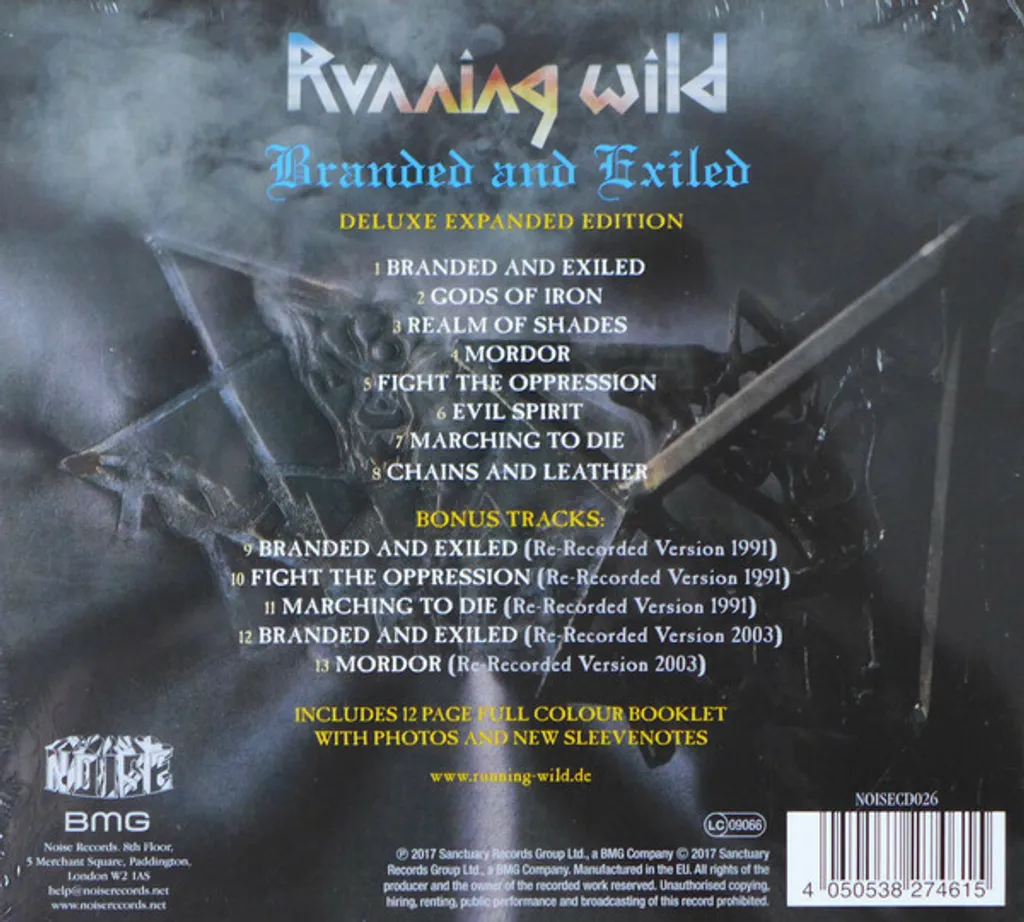 Running Wild
Branded and Exiled
DELUXE EXPANDED EDITION
1 BRANDED AND EXILED
2 GODS OF IRON
3 REALM OF SHADES
4 MORDOR
5 FIGHT THE OPPRESSION
6 EVIL SPIRIT
7 MARCHING TO DIE
8 CHAINS AND LEATHER
BONUS TRACKS:
9 BRANDED AND EXILED (Re-Recorded Version 1991)
10 FIGHT THE OPPRESSION (Re-Recorded Version 1991)
11 MARCHING TO DIE (Re-Recorded Version 1991)
12 BRANDED AND EXILED (Re-Recorded Version 2003)
13 MORDOR (Re-Recorded Version 2003)
INCLUDES 12 PAGE FULL COLOUR BOOKLET
WITH PHOTOS AND NEW SLEEVENOTES
www.running-wild.de
NOISE
BMG
Noise Records. 8th Floor,
5 Merchant Square, Paddington,
London W2 1AS
help@noiserecords.net
www.noiserecords.net
LC 09066
℗ 2017 Sanctuary Records Group Ltd., a BMG Company © 2017 Sanctuary
Records Group Ltd., a BMG Company. Manufactured in the EU. All rights of the
producer and the owner of the recorded work reserved. Unauthorised copying,
hiring, renting, public performance and broadcasting of this record prohibited.
NOISECD026
4 050538 274615